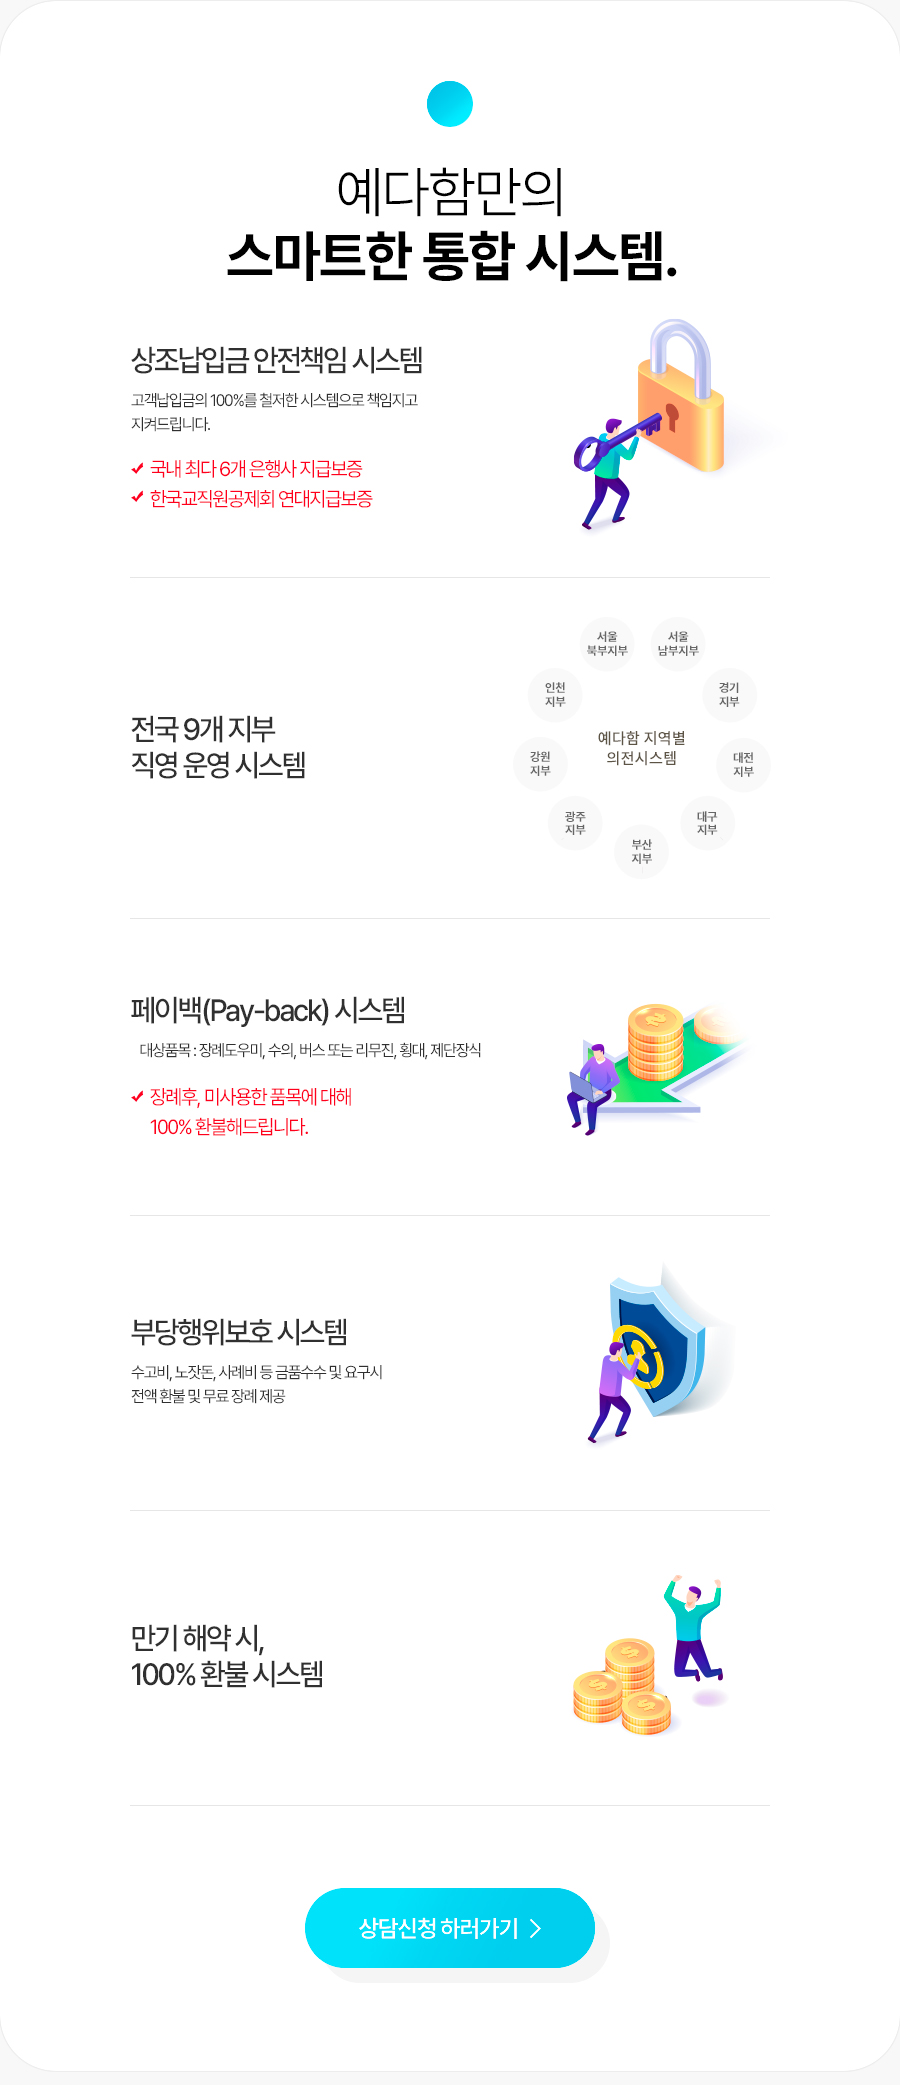 예다함만의
스마트한 통합 시스템.
상조납입금 안전책임 시스템
고객납입금의 100%를 철저한 시스템으로 책임지고
지켜드립니다.
국내 최다 6개 은행사 지급보증
한국교직원공제회 연대지급보증
전국 9개 지부
직영 운영 시스템
서울
북부지부
서울
남부지부
인천
지부
경기
지부
예다함 지역별
의전시스템
강원
지부
대전
지부
광주
지부
대구
지부
부산
지부
페이백(Pay-back) 시스템
대상품목 : 장례도우미, 수의, 버스 또는 리무진, 횡대, 제단장식
장례후, 미사용한 품목에 대해
100% 환불해드립니다.
부당행위보호 시스템
수고비, 노잣돈, 사례비 등 금품수수 및 요구시
전액 환불 및 무료 장례 제공
만기 해약 시,
100% 환불 시스템
상담신청 하러가기